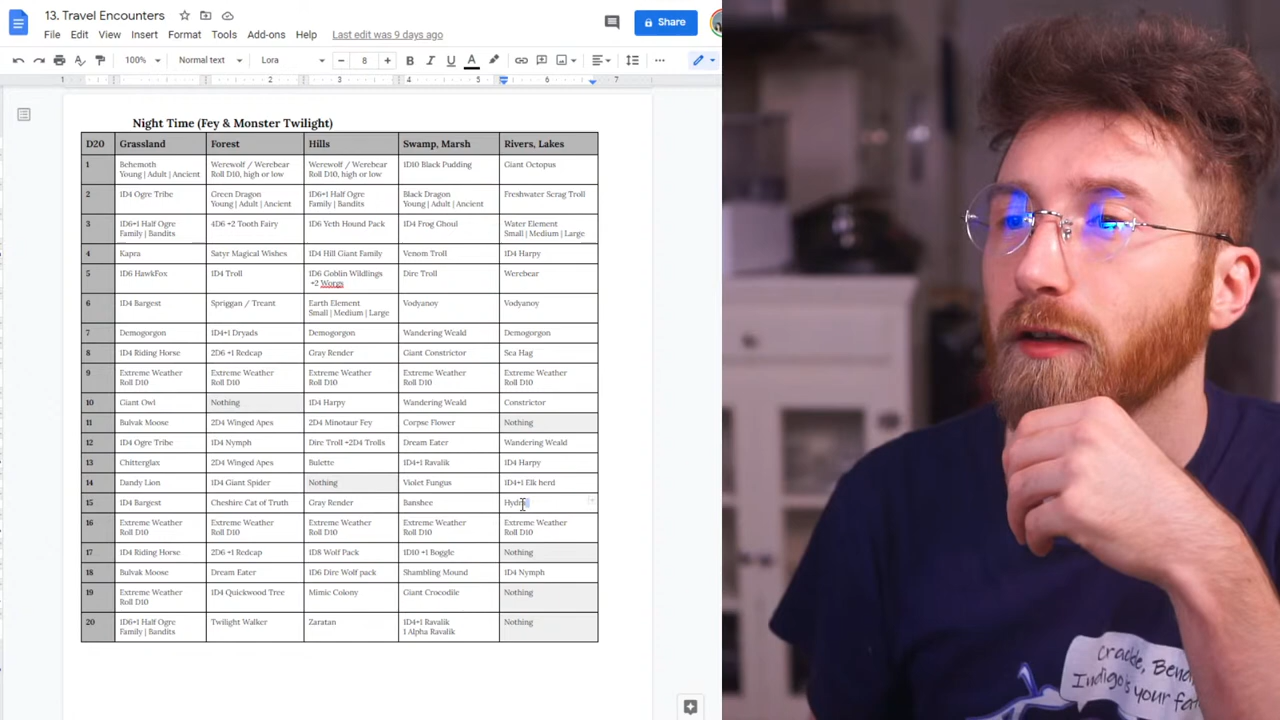 13. Travel Encounters
File Edit View Insert Format Tools Add-ons Help Last edit was 9 days ago
Share
100% Normal text Lora 8 B I U A
1 2 3 4 5 6 7
Night Time (Fey & Monster Twilight)
D20 Grassland Forest Hills Swamp, Marsh Rivers, Lakes
1 Behemoth Werewolf / Werebear Werewolf / Werebear 1D10 Black Pudding Giant Octopus
Young | Adult | Ancient Roll D10, high or low Roll D10, high or low
2 1D4 Ogre Tribe Green Dragon 1D6+1 Half Ogre Black Dragon Freshwater Scrag Troll
Young | Adult | Ancient Family | Bandits Young | Adult | Ancient
3 1D6+1 Half Ogre 4D6 +2 Tooth Fairy 1D6 Yeth Hound Pack 1D4 Frog Ghoul Water Element
Family | Bandits Small | Medium | Large
4 Kapra Satyr Magical Wishes 1D4 Hill Giant Family Venom Troll 1D4 Harpy
5 1D6 HawkFox 1D4 Troll 1D6 Goblin Wildlings Dire Troll Werebear
+2 Worgs
6 1D4 Bargest Spriggan / Treant Earth Element Vodyanoy Vodyanoy
Small | Medium | Large
7 Demogorgon 1D4+1 Dryads Demogorgon Wandering Weald Demogorgon
8 1D4 Riding Horse 2D6 +1 Redcap Gray Render Giant Constrictor Sea Hag
9 Extreme Weather Extreme Weather Extreme Weather Extreme Weather Extreme Weather
Roll D10 Roll D10 Roll D10 Roll D10 Roll D10
10 Giant Owl Nothing 1D4 Harpy Wandering Weald Constrictor
11 Bulvak Moose 2D4 Winged Apes 2D4 Minotaur Fey Corpse Flower Nothing
12 1D4 Ogre Tribe 1D4 Nymph Dire Troll +2D4 Trolls Dream Eater Wandering Weald
13 Chitterglax 2D4 Winged Apes Bulette 1D4+1 Ravalik 1D4 Harpy
14 Dandy Lion 1D4 Giant Spider Nothing Violet Fungus 1D4+1 Elk herd
15 1D4 Bargest Cheshire Cat of Truth Gray Render Banshee
16 Extreme Weather Extreme Weather Extreme Weather Extreme Weather Extreme Weather
Roll D10 Roll D10 Roll D10 Roll D10 Roll D10
17 1D4 Riding Horse 2D6 +1 Redcap 1D8 Wolf Pack 1D10 +1 Boggle Nothing
18 Bulvak Moose Dream Eater 1D6 Dire Wolf pack Shambling Mound 1D4 Nymph
19 Extreme Weather 1D4 Quickwood Tree Mimic Colony Giant Crocodile Nothing
Roll D10
20 1D6+1 Half Ogre Twilight Walker Zaratan 1D4+1 Ravalik Nothing
Family | Bandits 1 Alpha Ravalik